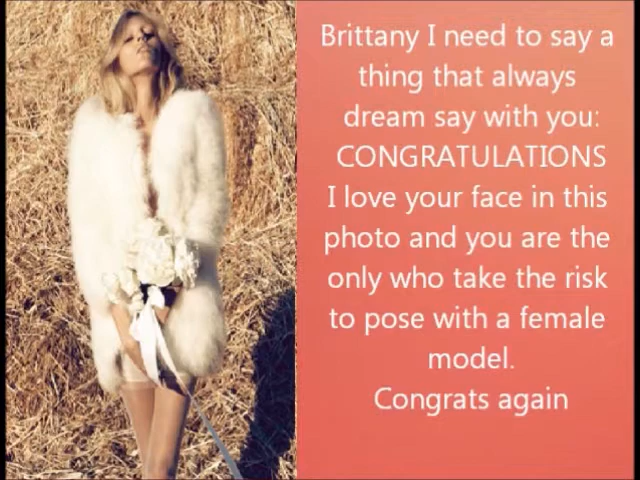 Brittany I need to say a
thing that always
dream say with you:
CONGRATULATIONS
I love your face in this
photo and you are the
only who take the risk
to pose with a female
model.
Congrats again